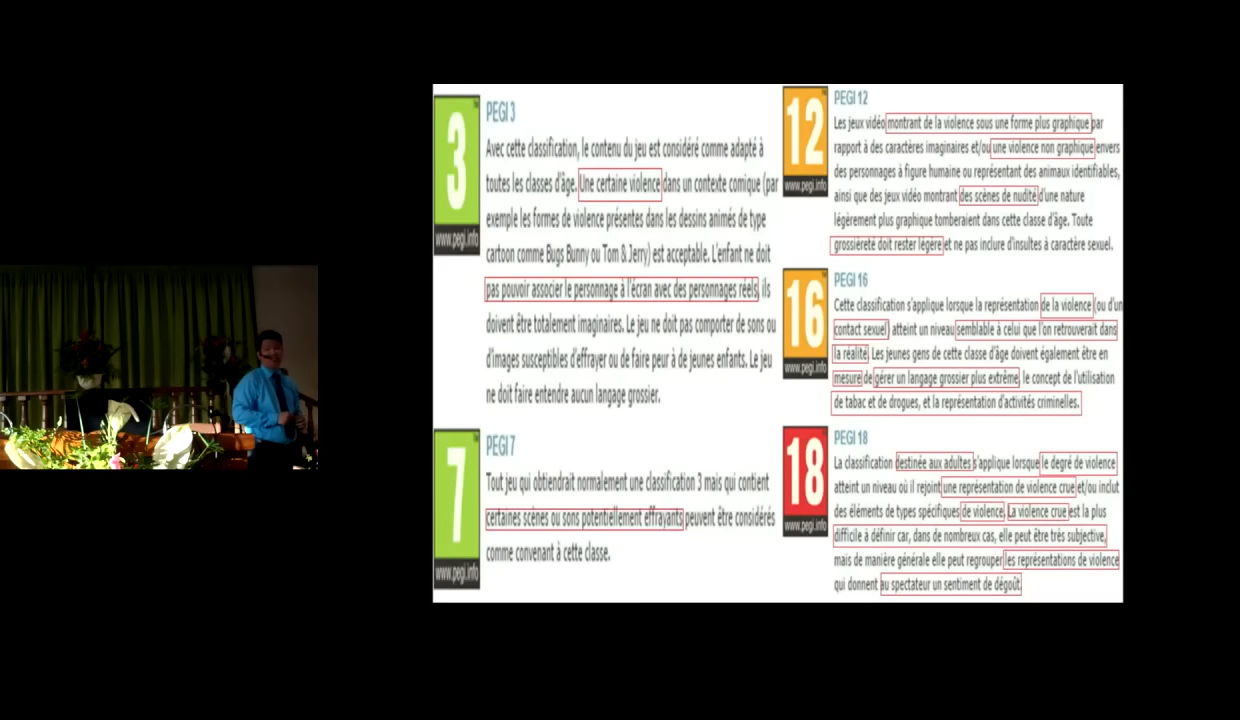 3
www.pegi.info
PEGI 3
Avec cette classification, le contenu du jeu est considéré comme adapté à
toutes les classes d'âge. Une certaine violence dans un contexte comique (par
exemple les formes de violence présentes dans les dessins animés de type
cartoon comme Bugs Bunny ou Tom & Jerry) est acceptable. L'enfant ne doit
pas pouvoir associer le personnage à l'écran avec des personnages réels, ils
doivent être totalement imaginaires. Le jeu ne doit pas comporter de sons ou
d'images susceptibles d'effrayer ou de faire peur à de jeunes enfants. Le jeu
ne doit faire entendre aucun langage grossier.
7
www.pegi.info
PEGI 7
Tout jeu qui obtiendrait normalement une classification 3 mais qui contient
certaines scènes ou sons potentiellement effrayants peuvent être considérés
comme convenant à cette classe.
12
www.pegi.info
PEGI 12
Les jeux vidéo montrant de la violence sous une forme plus graphique par
rapport à des caractères imaginaires et/ou une violence non graphique envers
des personnages à figure humaine ou représentant des animaux identifiables,
ainsi que des jeux vidéo montrant des scènes de nudité d'une nature
légèrement plus graphique tomberaient dans cette classe d'âge. Toute
grossièreté doit rester légère et ne pas inclure d'insultes à caractère sexuel.
16
www.pegi.info
PEGI 16
Cette classification s'applique lorsque la représentation de la violence (ou d'un
contact sexuel) atteint un niveau semblable à celui que l'on retrouverait dans
la réalité. Les jeunes gens de cette classe d'âge doivent également être en
mesure de gérer un langage grossier plus extrême, le concept de l'utilisation
de tabac et de drogues, et la représentation d'activités criminelles.
18
www.pegi.info
PEGI 18
La classification destinée aux adultes s'applique lorsque le degré de violence
atteint un niveau où il rejoint une représentation de violence crue et/ou inclut
des éléments de types spécifiques de violence. La violence crue est la plus
difficile à définir car, dans de nombreux cas, elle peut être très subjective,
mais de manière générale elle peut regrouper les représentations de violence
qui donnent au spectateur un sentiment de dégoût.